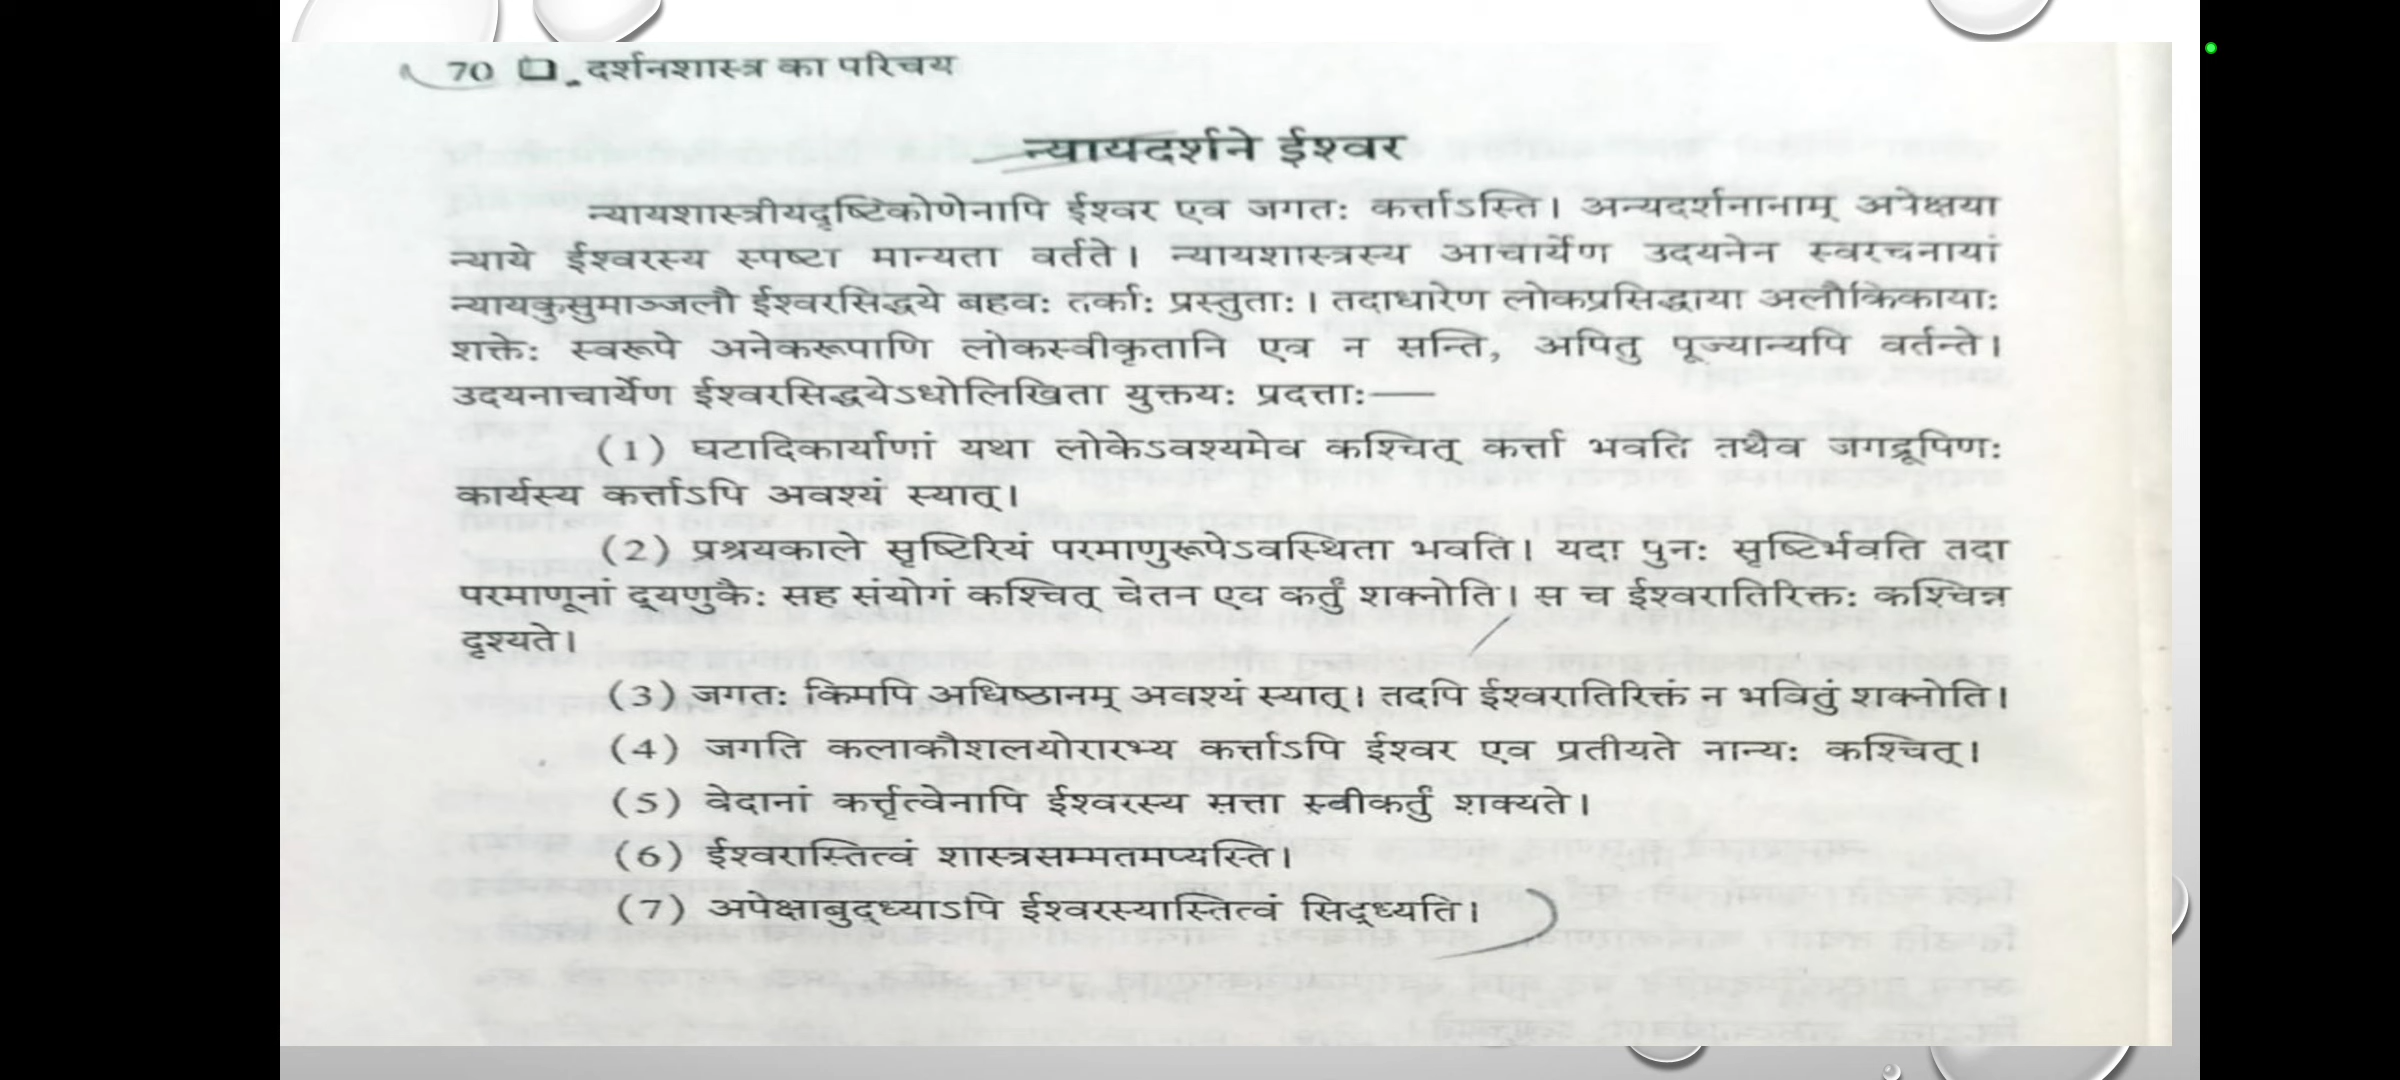 70 ❑ दर्शनशास्त्र का परिचय
न्यायदर्शने ईश्वर
न्यायशास्त्रीयदृष्टिकोणेनापि ईश्वर एव जगतः कर्त्ताऽस्ति। अन्यदर्शनानाम् अपेक्षया
न्याये ईश्वरस्य स्पष्टा मान्यता वर्तते। न्यायशास्त्रस्य आचार्येण उदयनेन स्वरचनायां
न्यायकुसुमाञ्जलौ ईश्वरसिद्धये बहवः तर्काः प्रस्तुताः। तदाधारेण लोकप्रसिद्धाया अलौकिकायाः
शक्तेः स्वरूपे अनेकरूपाणि लोकस्वीकृतानि एव न सन्ति, अपितु पूज्यान्यपि वर्तन्ते।
उदयनाचार्येण ईश्वरसिद्धयेऽधोलिखिता युक्तयः प्रदत्ताः—
(1) घटादिकार्याणां यथा लोकेऽवश्यमेव कश्चित् कर्त्ता भवति तथैव जगद्रूपिणः
कार्यस्य कर्त्ताऽपि अवश्यं स्यात्।
(2) प्रश्रयकाले सृष्टिरियं परमाणुरूपेऽवस्थिता भवति। यदा पुनः सृष्टिर्भवति तदा
परमाणूनां द्व्यणुकैः सह संयोगं कश्चित् चेतन एव कर्तुं शक्नोति। स च ईश्वरातिरिक्तः कश्चिन्न
दृश्यते।
(3) जगतः किमपि अधिष्ठानम् अवश्यं स्यात्। तदपि ईश्वरातिरिक्तं न भवितुं शक्नोति।
(4) जगति कलाकौशलयोरारभ्य कर्त्ताऽपि ईश्वर एव प्रतीयते नान्यः कश्चित्।
(5) वेदानां कर्त्तृत्वेनापि ईश्वरस्य सत्ता स्वीकर्तुं शक्यते।
(6) ईश्वरास्तित्वं शास्त्रसम्मतमप्यस्ति।
(7) अपेक्षाबुद्ध्याऽपि ईश्वरस्यास्तित्वं सिद्ध्यति।